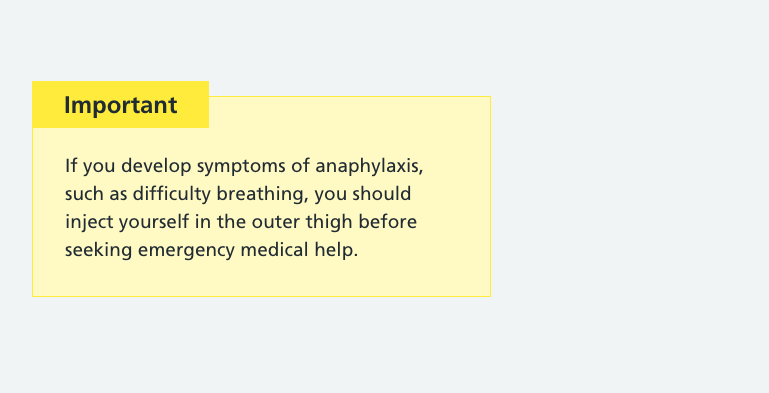 Important
If you develop symptoms of anaphylaxis,
such as difficulty breathing, you should
inject yourself in the outer thigh before
seeking emergency medical help.